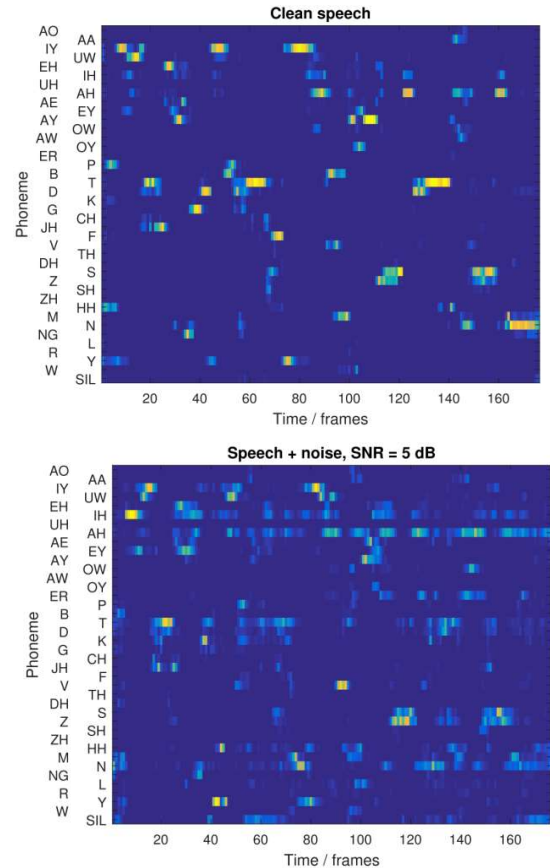 Clean speech
AO
AA
IY
UW
EH
IH
UH
AH
AE
EY
AY
OW
AW
OY
ER
P
B
T
D
K
G
CH
JH
F
V
TH
DH
S
Z
SH
ZH
HH
M
N
NG
L
R
Y
W
SIL
Phoneme
20 40 60 80 100 120 140 160
Time / frames
Speech + noise, SNR = 5 dB
AO
AA
IY
UW
EH
IH
UH
AH
AE
EY
AY
OW
AW
OY
ER
P
B
T
D
K
G
CH
JH
F
V
TH
DH
S
Z
SH
ZH
HH
M
N
NG
L
R
Y
W
SIL
Phoneme
20 40 60 80 100 120 140 160
Time / frames